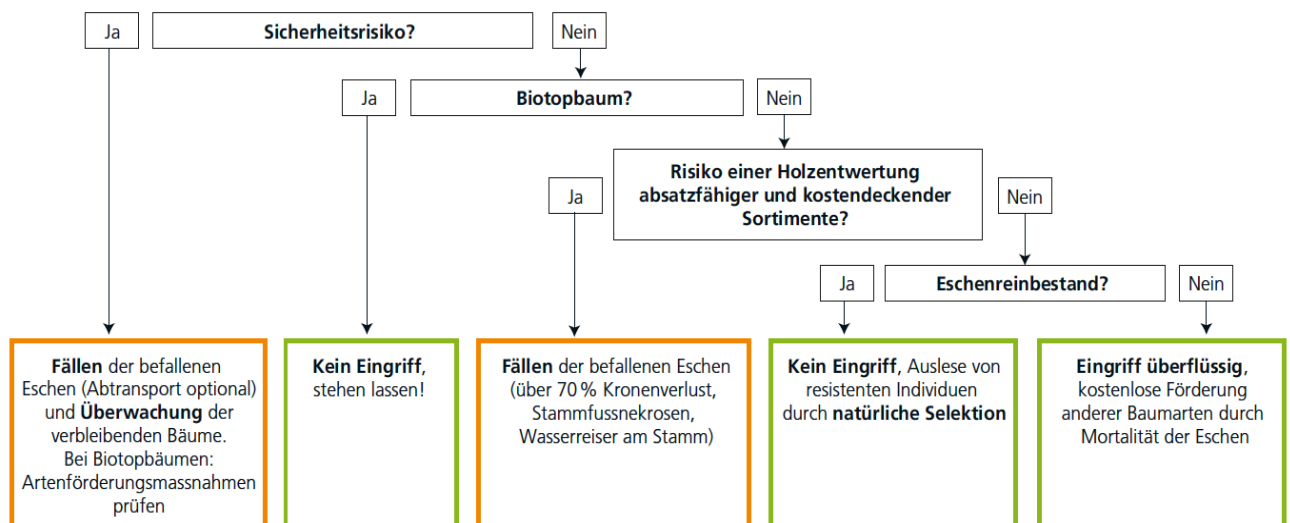 Ja
Sicherheitsrisiko?
Nein
Ja
Biotopbaum?
Nein
Ja
Risiko einer Holzentwertung
absatzfähiger und kostendeckender
Sortimente?
Nein
Ja
Eschenreinbestand?
Nein
Fällen der befallenen
Eschen (Abtransport optional)
und Überwachung der
verbleibenden Bäume.
Bei Biotopbäumen:
Artenförderungsmassnahmen
prüfen
Kein Eingriff,
stehen lassen!
Fällen der befallenen Eschen
(über 70 % Kronenverlust,
Stammfussnekrosen,
Wasserreiser am Stamm)
Kein Eingriff, Auslese von
resistenten Individuen
durch natürliche Selektion
Eingriff überflüssig,
kostenlose Förderung
anderer Baumarten durch
Mortalität der Eschen